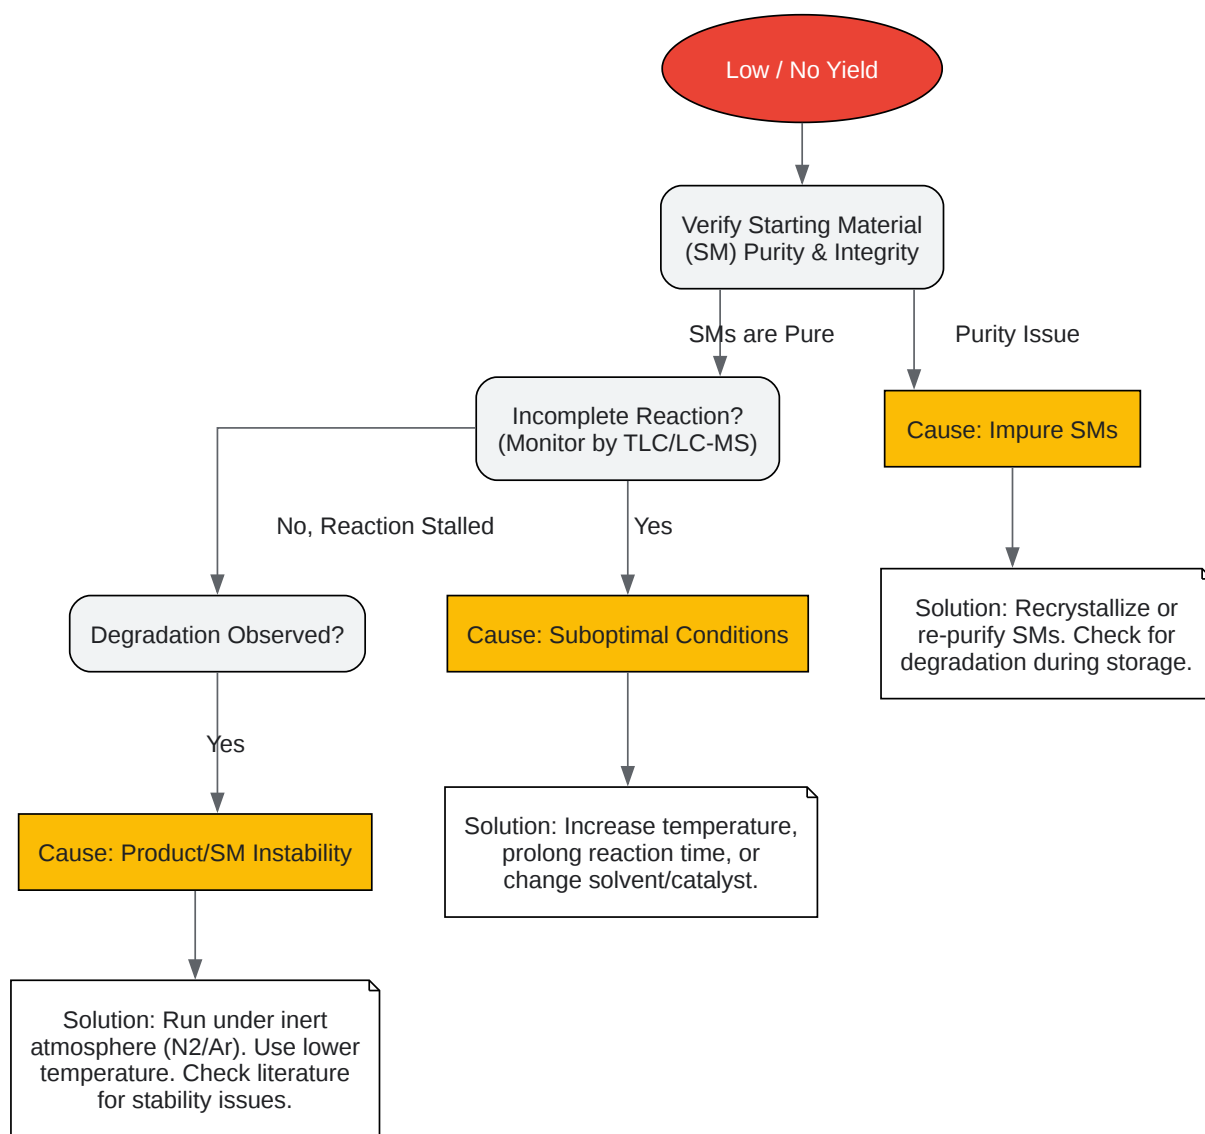 Low / No Yield
Verify Starting Material
(SM) Purity & Integrity
SMs are Pure
Purity Issue
Incomplete Reaction?
(Monitor by TLC/LC-MS)
Cause: Impure SMs
No, Reaction Stalled
Yes
Degradation Observed?
Cause: Suboptimal Conditions
Solution: Recrystallize or
re-purify SMs. Check for
degradation during storage.
Yes
Cause: Product/SM Instability
Solution: Increase temperature,
prolong reaction time, or
change solvent/catalyst.
Solution: Run under inert
atmosphere (N2/Ar). Use lower
temperature. Check literature
for stability issues.